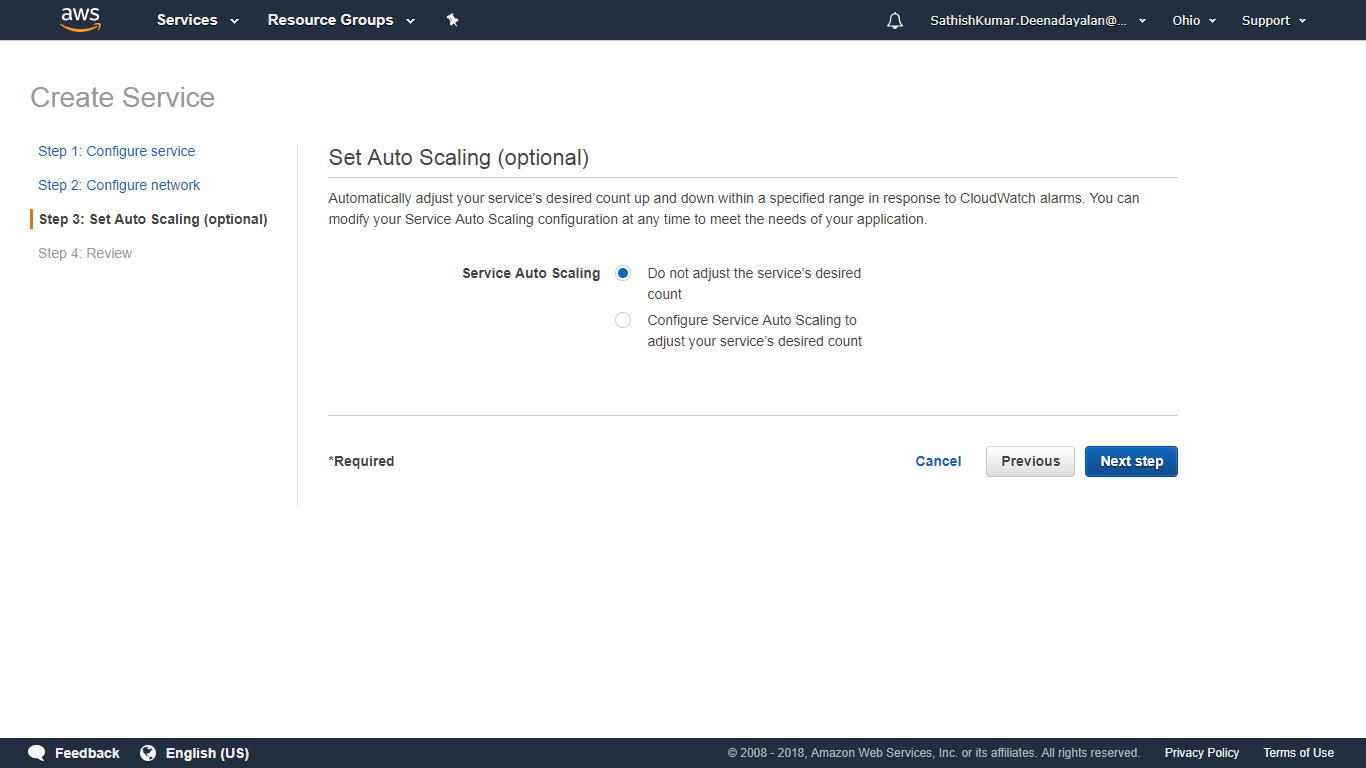 aws Services Resource Groups SathishKumar.Deenadayalan@... Ohio Support
Create Service
Step 1: Configure service
Step 2: Configure network
Step 3: Set Auto Scaling (optional)
Step 4: Review
Set Auto Scaling (optional)
Automatically adjust your service’s desired count up and down within a specified range in response to CloudWatch alarms. You can
modify your Service Auto Scaling configuration at any time to meet the needs of your application.
Service Auto Scaling Do not adjust the service’s desired
count
Configure Service Auto Scaling to
adjust your service’s desired count
*Required Cancel Previous Next step
Feedback English (US) © 2008 - 2018, Amazon Web Services, Inc. or its affiliates. All rights reserved. Privacy Policy Terms of Use